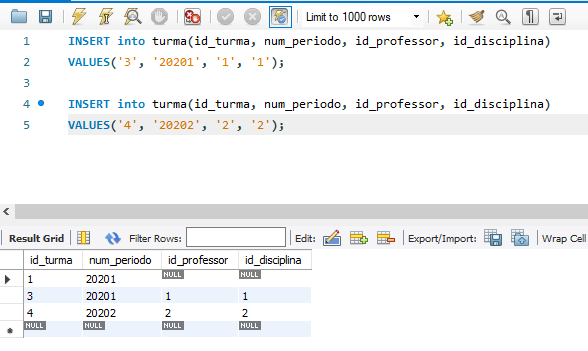 Limit to 1000 rows
1 INSERT into turma(id_turma, num_periodo, id_professor, id_disciplina)
2 VALUES('3', '20201', '1', '1');
3
4 INSERT into turma(id_turma, num_periodo, id_professor, id_disciplina)
5 VALUES('4', '20202', '2', '2');
Result Grid Filter Rows: Edit: Export/Import: Wrap Cell
id_turma num_periodo id_professor id_disciplina
1 20201 NULL NULL
3 20201 1 1
4 20202 2 2
NULL NULL NULL NULL